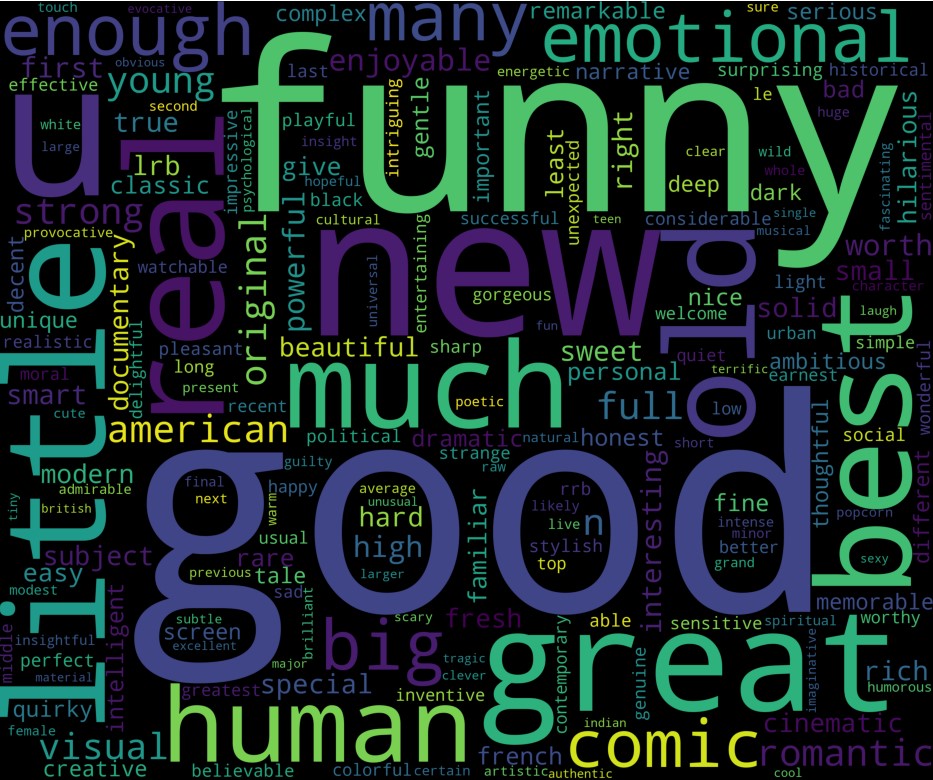 touch
evocative
enough
complex
many
remarkable
sure
serious
emotional
first
obvious
young
last
enjoyable
energetic
narrative
surprising
historical
effective
funny
u
real
second
true
white
large
lrb
classic
impressive
psychological
playful
insight
give
hopeful
black
intriguing
gentle
important
least
unexpected
right
clear
deep
le
wild
whole
dark
bad
huge
hilarious
fascinating
sentimental
strong
provocative
decent
little
documentary
watchable
original
powerful
cultural
successful
teen
considerable
single
musical
new
universal
entertaining
gorgeous
fun
old
nice
welcome
light
solid
worth
small
character
unique
realistic
delightful
pleasant
long
present
beautiful
sharp
sweet
personal
quiet
terrific
urban
ambitious
earnest
best
laugh
simple
wonderful
moral
smart
cute
recent
much
poetic
full
low
american
political
dramatic
natural
honest
short
social
thoughtful
different
modern
admirable
british
tiny
good
guilty
strange
raw
final
next
happy
warm
average
unusual
hard
high
larger
familiar
rrb
likely
live
n
stylish
top
interesting
fine
intense
minor
better
grand
popcorn
sexy
subject
easy
modest
rare
usual
previous
tale
sad
brilliant
memorable
worthy
middle
insightful
perfect
material
intelligent
subtle
screen
excellent
major
big
scary
fresh
tragic
clever
great
contemporary
able
genuine
sensitive
spiritual
imaginative
rich
humorous
quirky
female
greatest
special
inventive
human
indian
cinematic
visual
creative
believable
colorful
certain
french
artistic
authentic
comic
romantic
cool